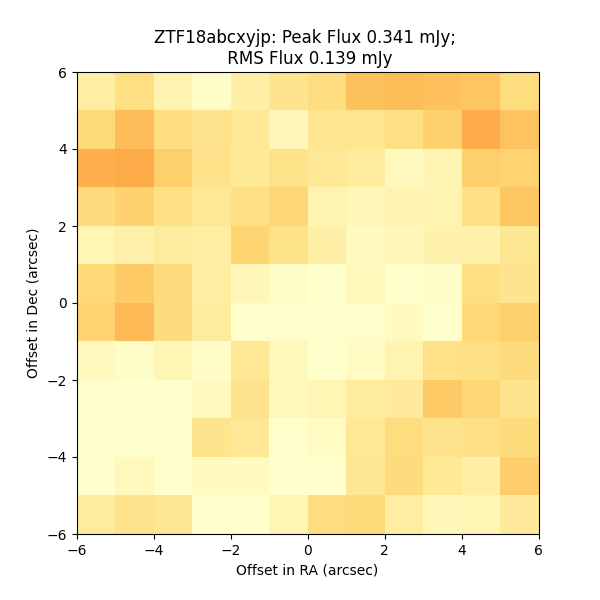 ZTF18abcxyjp: Peak Flux 0.341 mJy;
RMS Flux 0.139 mJy
6
4
2
0
−2
−4
−6
Offset in Dec (arcsec)
−6 −4 −2 0 2 4 6
Offset in RA (arcsec)